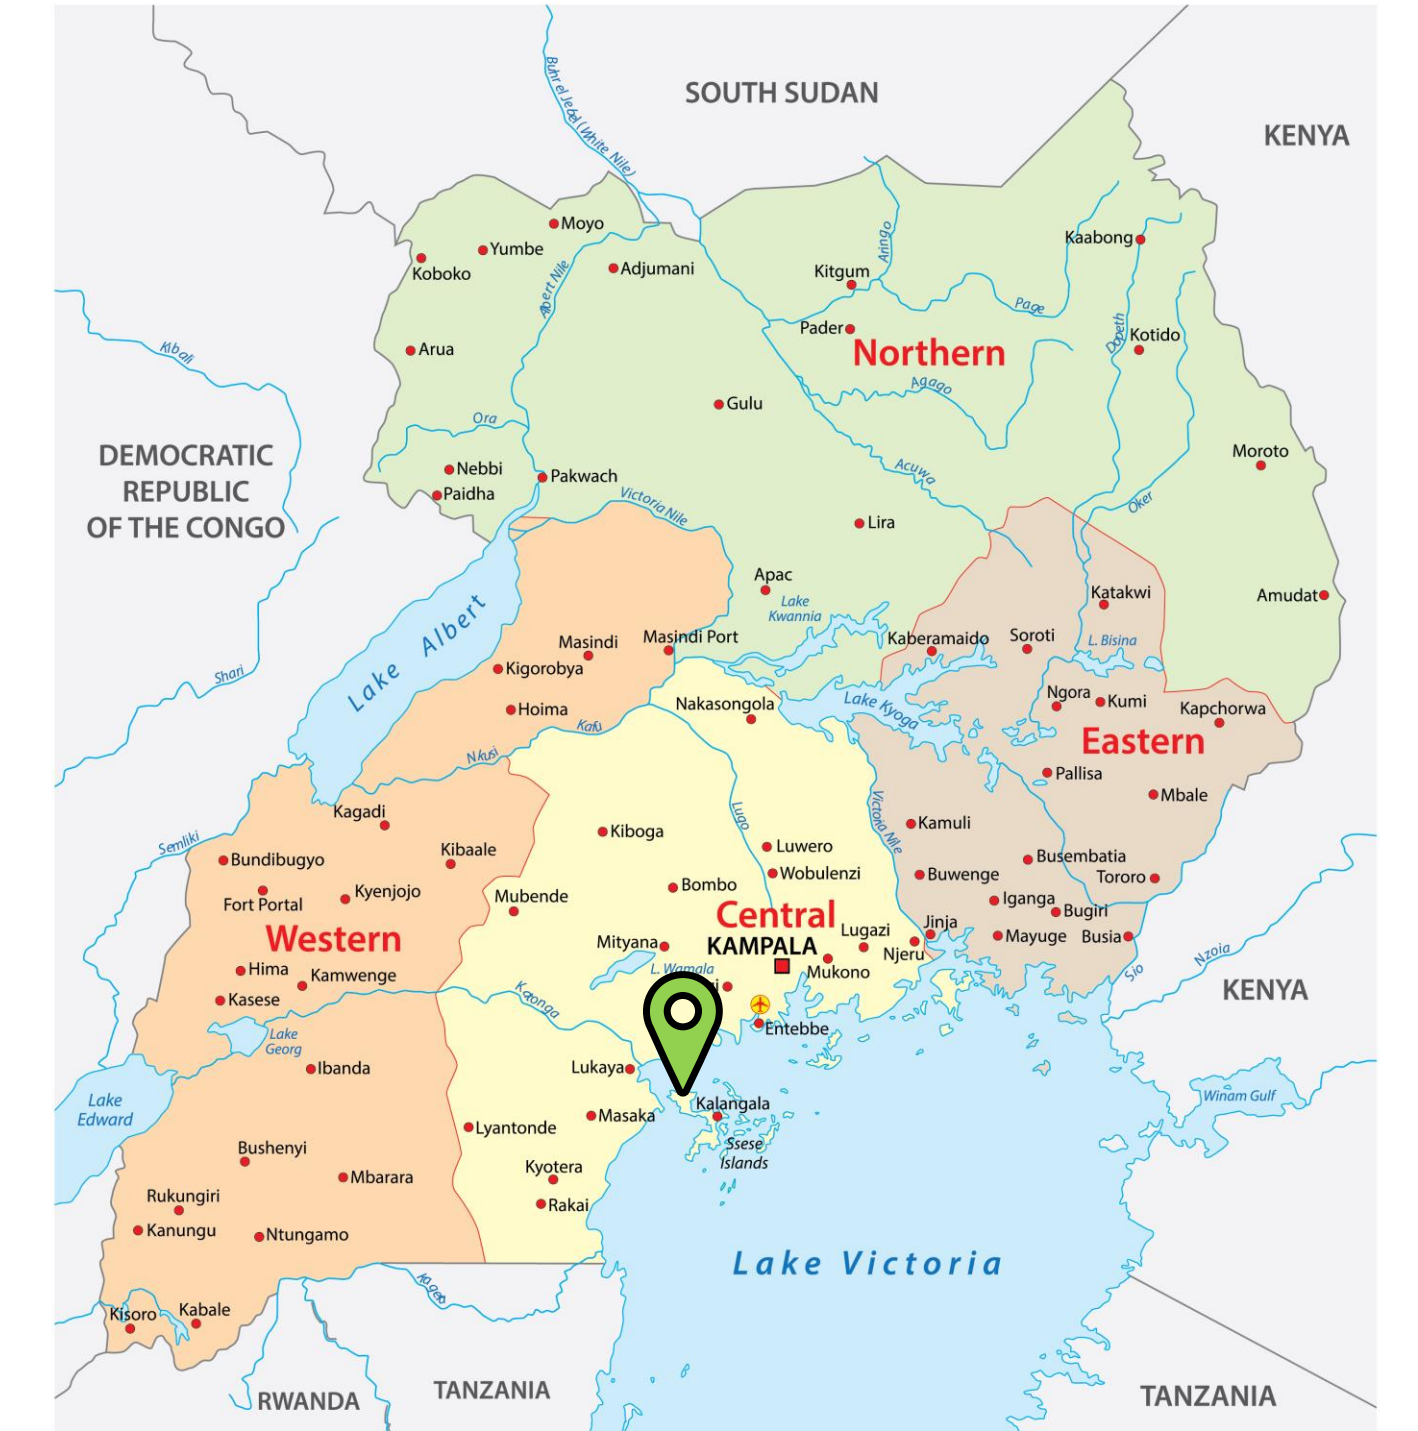 SOUTH SUDAN
KENYA
Buhr el Jebel (White Nile)
Moyo
Yumbe
Koboko
Adjumani
Albert Nile
Aringo
Kaabong
Kitgum
Page
Pader
Northern
Dopeth
Kotido
Kibali
Arua
Agago
Gulu
Ora
DEMOCRATIC
REPUBLIC
OF THE CONGO
Nebbi
Paidha
Pakwach
Victoria Nile
Acuwa
Moroto
Oker
Lira
Apac
Lake
Kwannia
Katakwi
Amudat
Lake Albert
Masindi
Masindi Port
Kigorobya
Kaberamaido
Soroti
L. Bisina
Shari
Hoima
Nakasongola
Lake Kyoga
Ngora
Kumi
Kapchorwa
Kafu
Nkusi
Eastern
Pallisa
Mbale
Kagadi
Lugo
Victoria Nile
Kamuli
Semliki
Kiboga
Luwero
Bundibugyo
Kibaale
Busembatia
Wobulenzi
Buwenge
Tororo
Fort Portal
Kyenjojo
Mubende
Bombo
Iganga
Bugiri
Central
Western
Mityana
KAMPALA
Lugazi
Jinja
Njeru
Mayuge
Busia
Hima
Kamwenge
L. Wamala
Mukono
Nzoia
Sio
Kasese
Katonga
KENYA
Entebbe
Lake
Georg
Ibanda
Lukaya
Lake
Edward
Winam Gulf
Kalangala
Masaka
Lyantonde
Ssese
Islands
Bushenyi
Mbarara
Kyotera
Rukungiri
Rakai
Kanungu
Ntungamo
Lake Victoria
Kisoro
Kabale
RWANDA
TANZANIA
TANZANIA